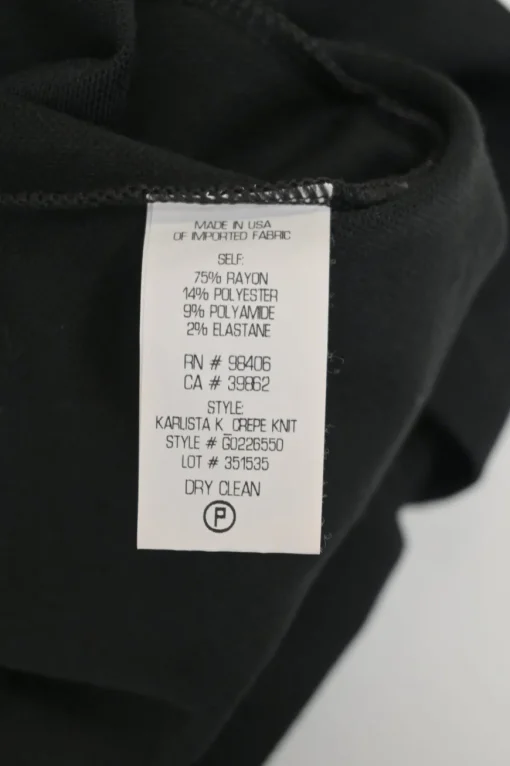 MADE IN USA
OF IMPORTED FABRIC
SELF:
75% RAYON
14% POLYESTER
9% POLYAMIDE
2% ELASTANE
RN # 98406
CA # 39862
STYLE:
KARLISTA K_CREPE KNIT
STYLE # G0226550
LOT # 351535
DRY CLEAN
P